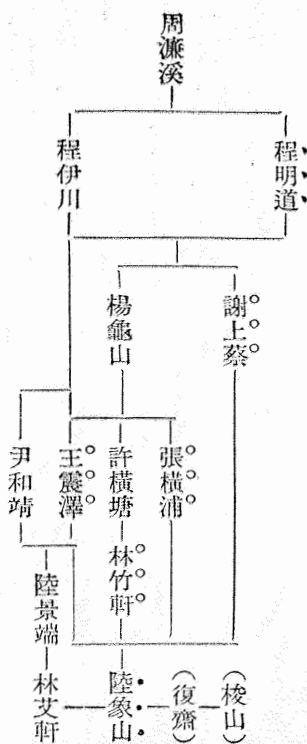 周濂溪
程明道
程伊川
謝上蔡
楊龜山
張橫浦
許橫塘
王震澤
尹和靖
林竹軒
陸景端
(梭山)
(復齋)
陸象山
林艾軒